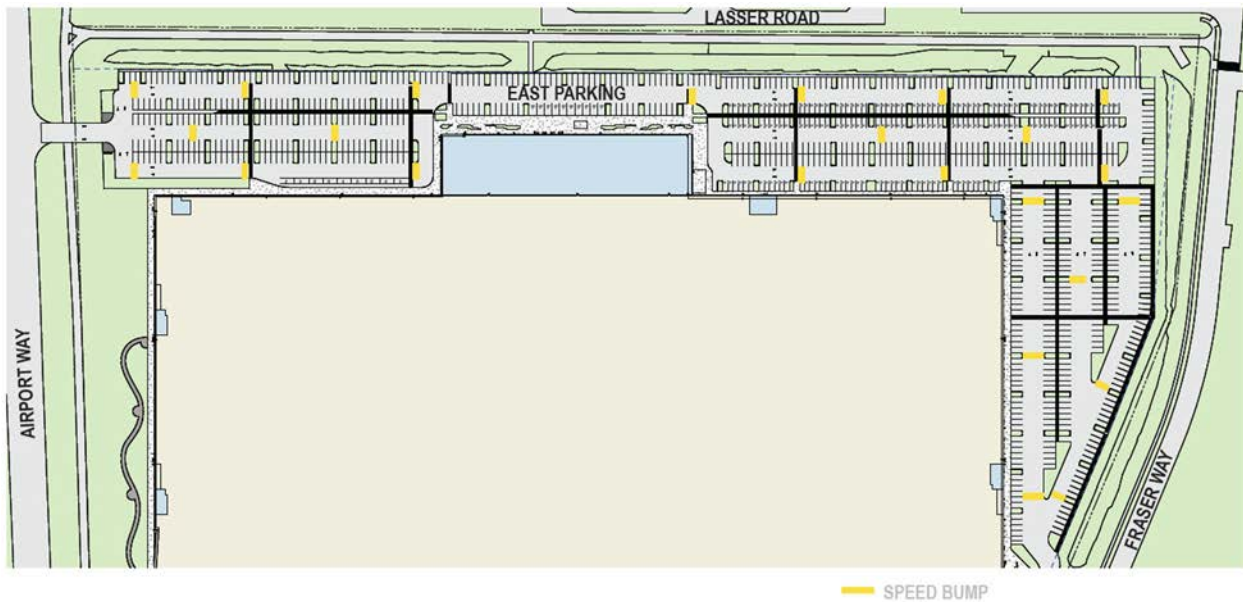 LASSER ROAD
EAST PARKING
AIRPORT WAY
FRASER WAY
SPEED BUMP